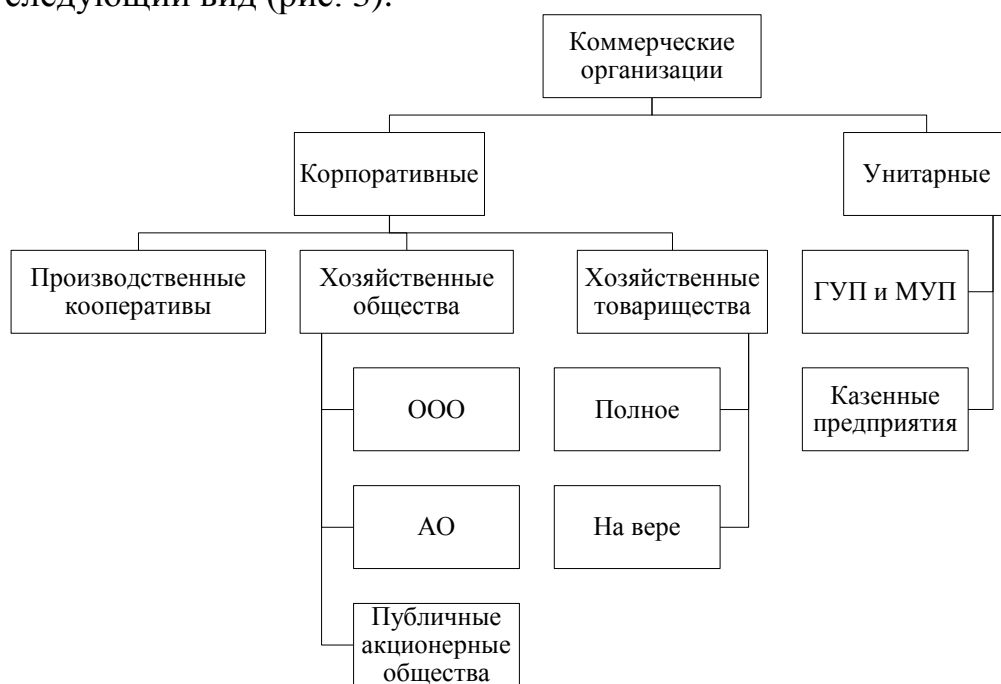 следующий вид (рис. 3).
Коммерческие
организации
Корпоративные
Унитарные
Производственные
кооперативы
Хозяйственные
общества
Хозяйственные
товарищества
ГУП и МУП
ООО
Полное
Казенные
предприятия
АО
На вере
Публичные
акционерные
общества